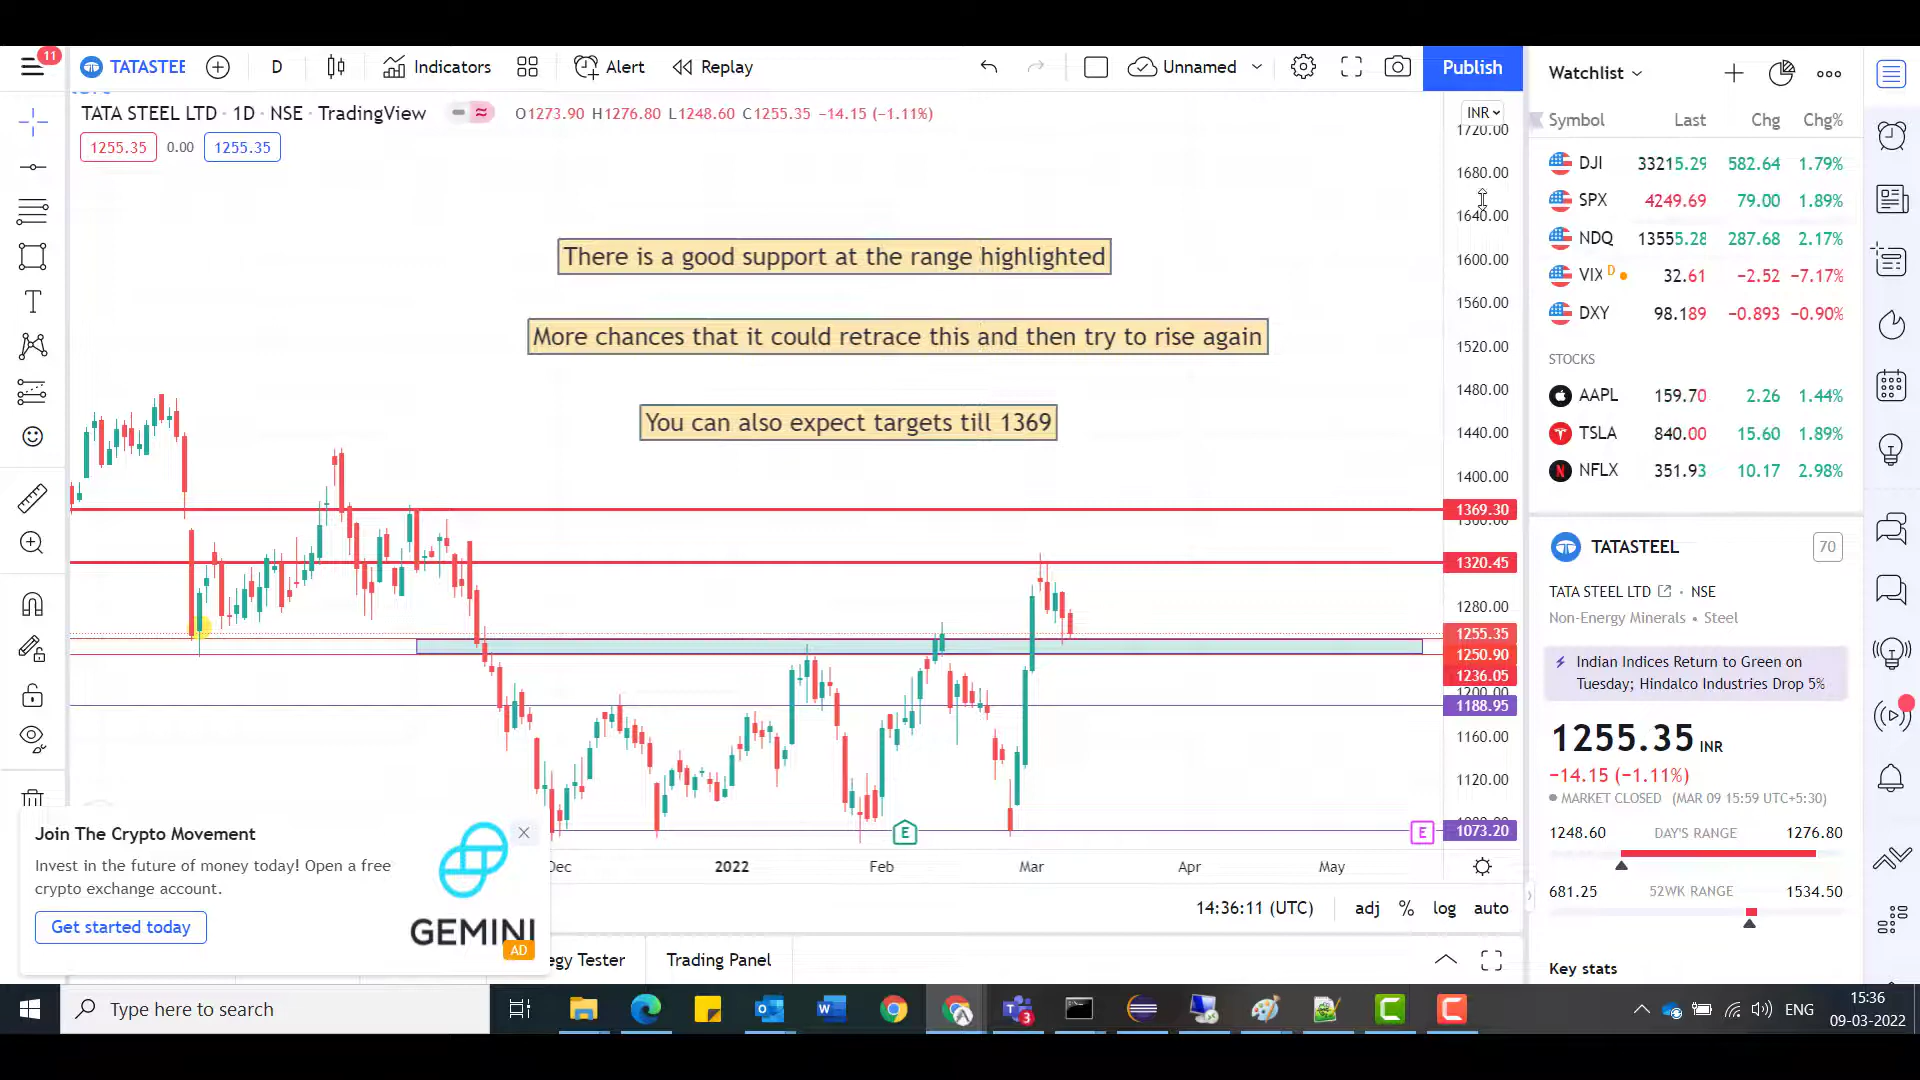 11
TATASTEE
D
Indicators
Alert
Replay
Unnamed
Publish
TATA STEEL LTD · 1D · NSE · TradingView
O1273.90 H1276.80 L1248.60 C1255.35 −14.15 (−1.11%)
1255.35 0.00 1255.35
INR
1720.00
1680.00
1640.00
1600.00
1560.00
1520.00
1480.00
1440.00
1400.00
1369.30
1360.00
1320.45
1280.00
1255.35
1250.90
1236.05
1200.00
1188.95
1160.00
1120.00
1073.20
There is a good support at the range highlighted
More chances that it could retrace this and then try to rise again
You can also expect targets till 1369
E
E
Dec 2022 Feb Mar Apr May
14:36:11 (UTC) adj % log auto
egy Tester Trading Panel
Join The Crypto Movement
Invest in the future of money today! Open a free
crypto exchange account.
Get started today
GEMINI
AD
Watchlist
Symbol Last Chg Chg%
DJI 33215.29 582.64 1.79%
SPX 4249.69 79.00 1.89%
NDQ 13555.28 287.68 2.17%
VIX D 32.61 −2.52 −7.17%
DXY 98.189 −0.893 −0.90%
STOCKS
AAPL 159.70 2.26 1.44%
TSLA 840.00 15.60 1.89%
NFLX 351.93 10.17 2.98%
TATASTEEL 70
TATA STEEL LTD · NSE
Non-Energy Minerals · Steel
Indian Indices Return to Green on
Tuesday; Hindalco Industries Drop 5%
1255.35 INR
−14.15 (−1.11%)
MARKET CLOSED (MAR 09 15:59 UTC+5:30)
1248.60 DAY'S RANGE 1276.80
681.25 52WK RANGE 1534.50
Key stats
Type here to search
3
ENG
15:36
09-03-2022